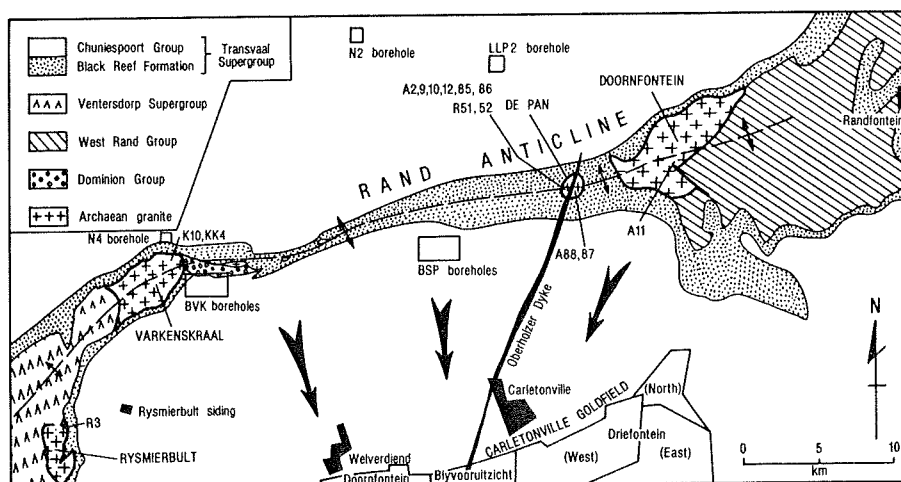 Chuniespoort Group
Black Reef Formation
Transvaal
Supergroup
Ventersdorp Supergroup
West Rand Group
Dominion Group
Archaean granite
N2 borehole
LLP2 borehole
A2,9,10,12,85, 86
R51, 52
DE PAN
DOORNFONTEIN
Randfontein
RAND ANTICLINE
N4 borehole
K10,KK4
A11
A88,87
BSP boreholes
BVK boreholes
VARKENSKRAAL
Oberholzer Dyke
N
Rysmierbult siding
R3
RYSMIERBULT
Carletonville
CARLETONVILLE GOLDFIELD
(North)
Driefontein
(West)
(East)
Welverdiend
Doornfontein
Blyvooruitzicht
0 5 10
km